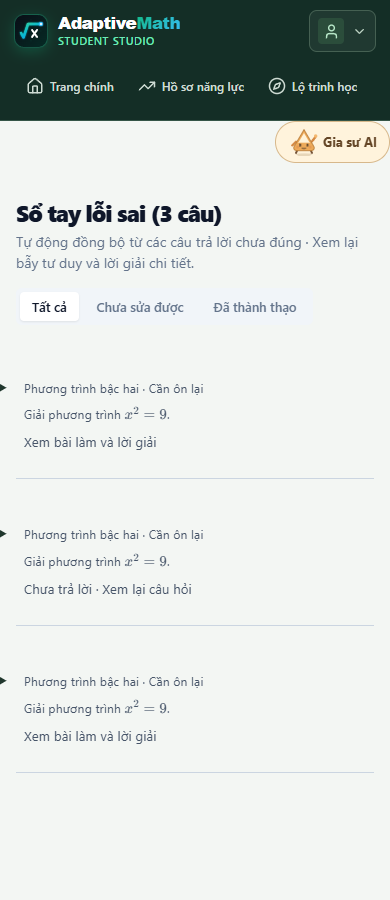 AdaptiveMath
STUDENT STUDIO
Trang chính
Hồ sơ năng lực
Lộ trình học
Gia sư AI
Sổ tay lỗi sai (3 câu)
Tự động đồng bộ từ các câu trả lời chưa đúng · Xem lại
bẫy tư duy và lời giải chi tiết.
Tất cả
Chưa sửa được
Đã thành thạo
Phương trình bậc hai · Cần ôn lại
Giải phương trình x² = 9.
Xem bài làm và lời giải
Phương trình bậc hai · Cần ôn lại
Giải phương trình x² = 9.
Chưa trả lời · Xem lại câu hỏi
Phương trình bậc hai · Cần ôn lại
Giải phương trình x² = 9.
Xem bài làm và lời giải